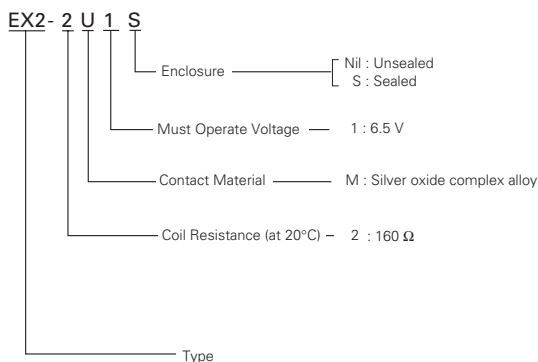 EX2- 2 U 1 S
Enclosure Nil : Unsealed
S : Sealed
Must Operate Voltage 1 : 6.5 V
Contact Material M : Silver oxide complex alloy
Coil Resistance (at 20°C) 2 : 160 Ω
Type